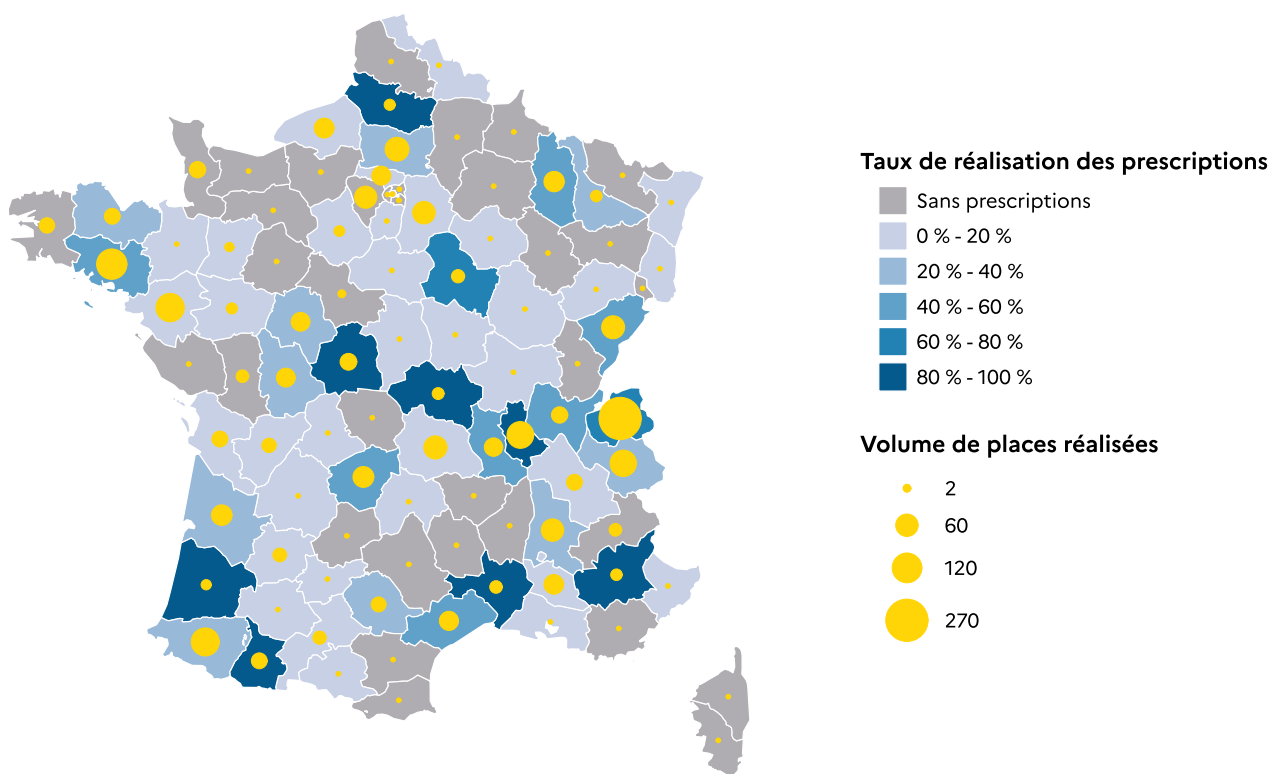 Taux de réalisation des prescriptions
Sans prescriptions
0 % - 20 %
20 % - 40 %
40 % - 60 %
60 % - 80 %
80 % - 100 %
Volume de places réalisées
2
60
120
270